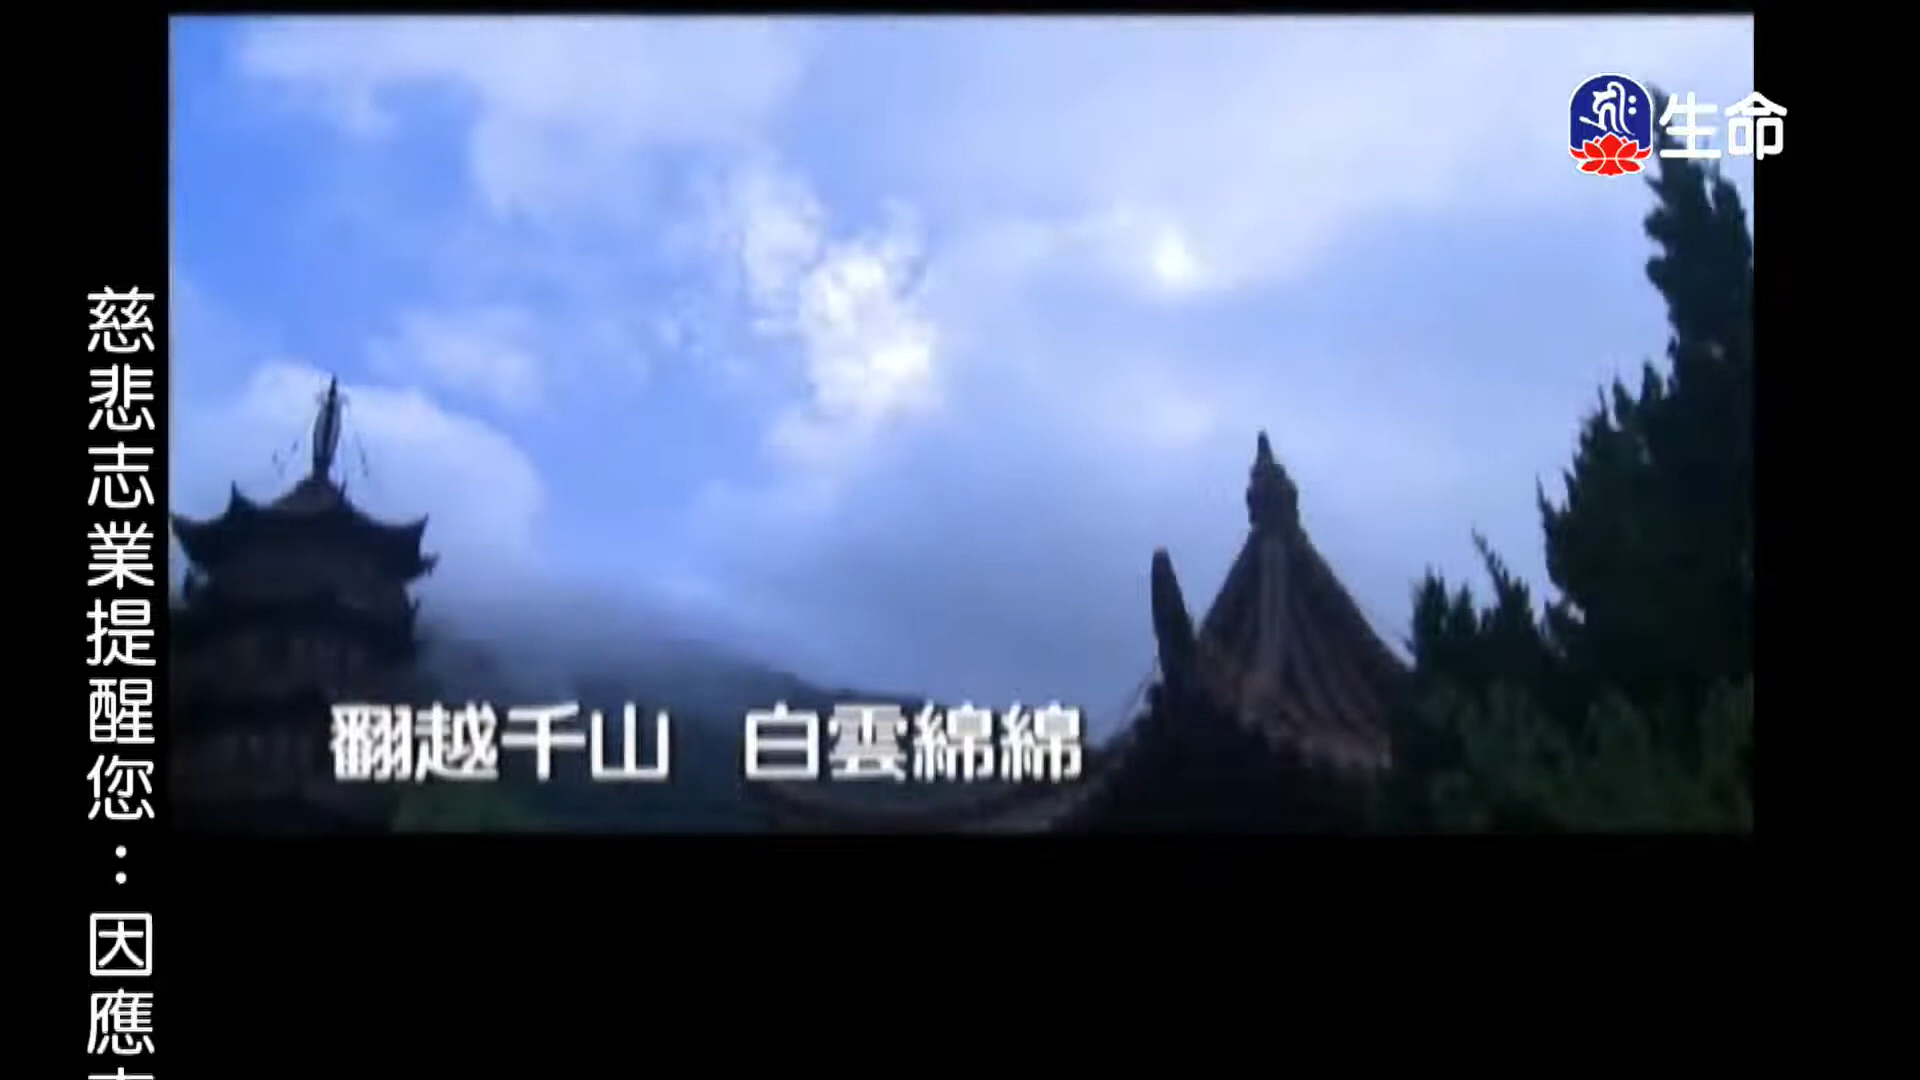 生命
慈悲志業提醒您：因應
翻越千山 白雲綿綿